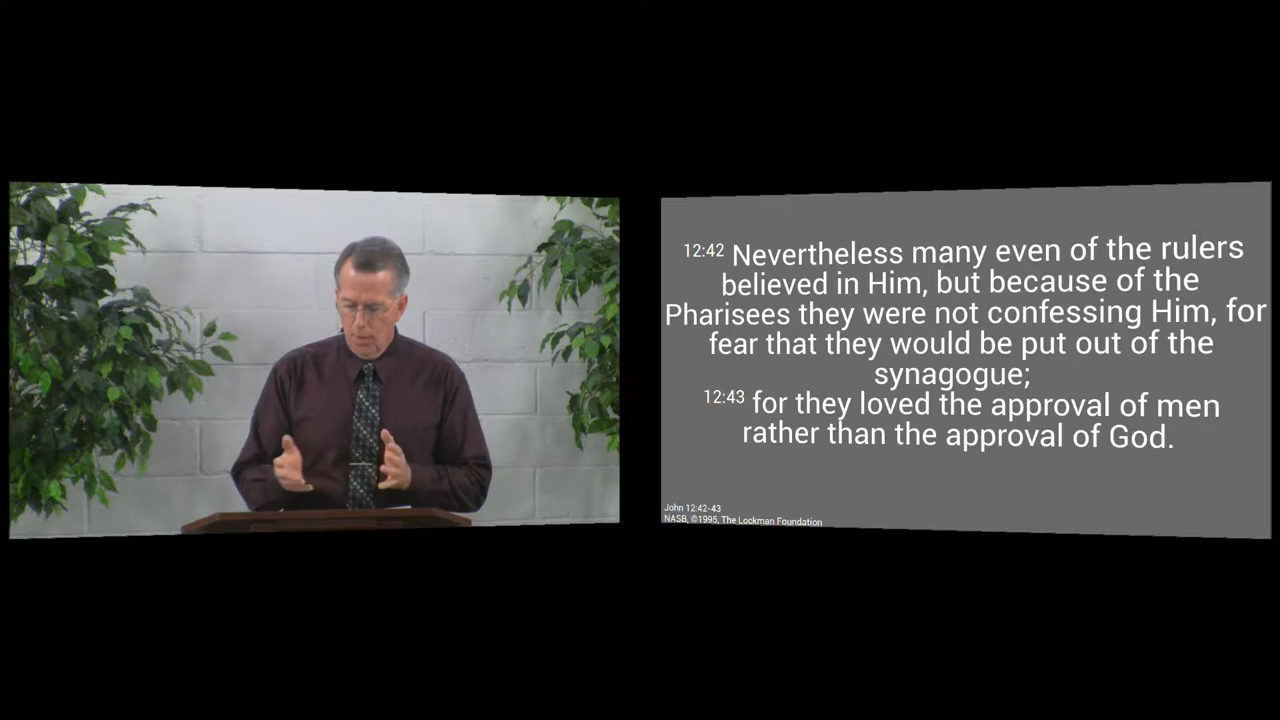 12:42 Nevertheless many even of the rulers
believed in Him, but because of the
Pharisees they were not confessing Him, for
fear that they would be put out of the
synagogue;
12:43 for they loved the approval of men
rather than the approval of God.
John 12:42-43
NASB, ©1995, The Lockman Foundation